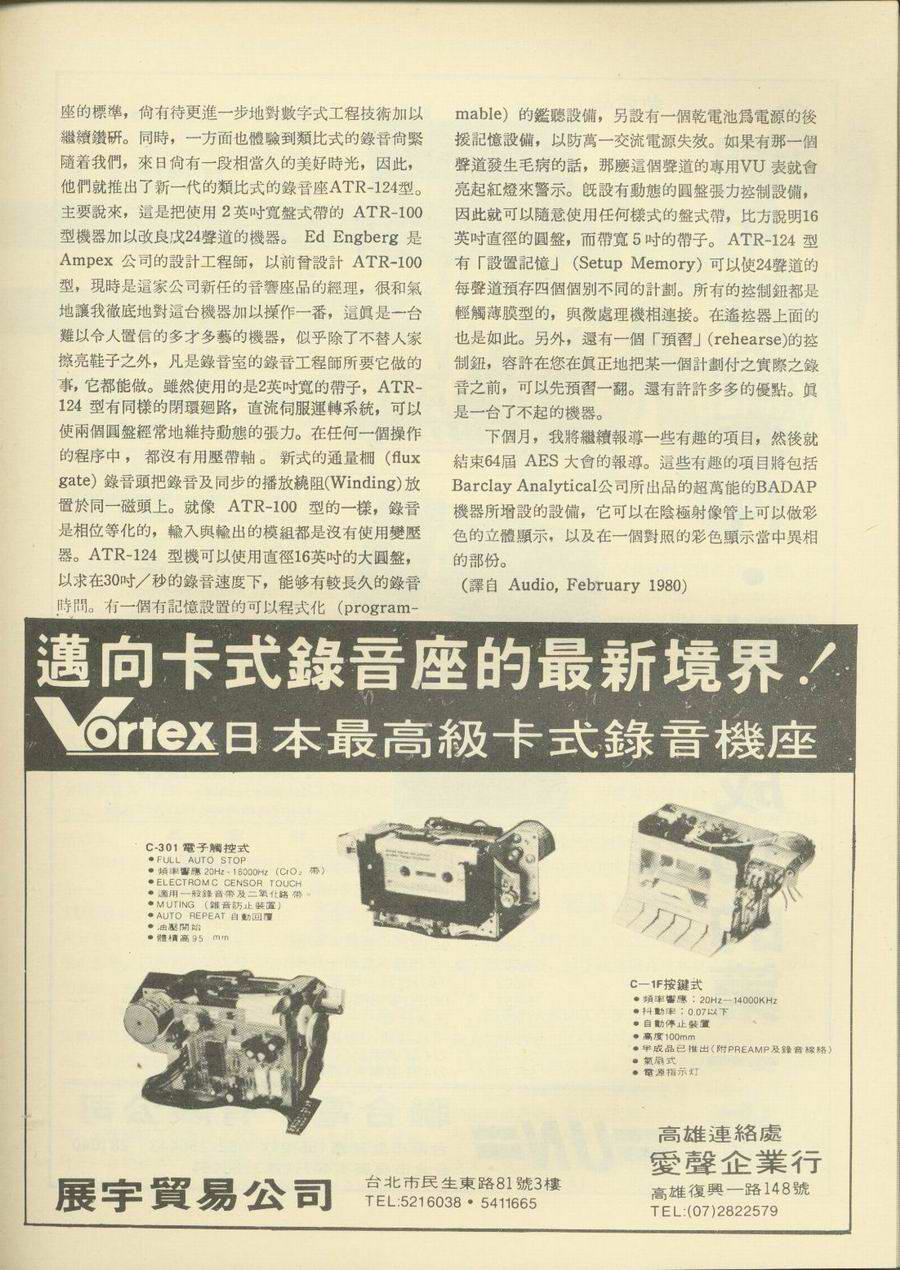 座的標準，尙有待更進一步地對數字式工程技術加以
繼續鑽研。同時，一方面也體驗到類比式的錄音尙緊
隨着我們，來日尙有一段相當久的美好時光，因此，
他們就推出了新一代的類比式的錄音座ATR-124型。
主要說來，這是把使用2英吋寬盤式帶的 ATR-100
型機器加以改良戊24聲道的機器。 Ed Engberg 是
Ampex 公司的設計工程師，以前曾設計 ATR-100
型，現時是這家公司新任的音響座品的經理，很和氣
地讓我徹底地對這台機器加以操作一番，這眞是一台
難以令人置信的多才多藝的機器，似乎除了不替人家
擦亮鞋子之外，凡是錄音室的錄音工程師所要它做的
事，它都能做。雖然使用的是2英吋寬的帶子，ATR-
124 型有同樣的閉環廻路，直流伺服運轉系統，可以
使兩個圓盤經常地維持動態的張力。在任何一個操作
的程序中，都沒有用壓帶軸。新式的通量柵 (flux
gate) 錄音頭把錄音及同步的播放繞阻(Winding)放
置於同一磁頭上。就像 ATR-100 型的一樣，錄音
是相位等化的，輸入與輸出的模組都是沒有使用變壓
器。ATR-124 型機可以使用直徑16英吋的大圓盤，
以求在30吋／秒的錄音速度下，能够有較長久的錄音
時間。有一個有記憶設置的可以程式化 (program-
mable) 的鑑聽設備，另設有一個乾電池爲電源的後
援記憶設備，以防萬一交流電源失效。如果有那一個
聲道發生毛病的話，那麽這個聲道的專用VU 表就會
亮起紅燈來警示。旣設有動態的圓盤張力控制設備，
因此就可以隨意使用任何樣式的盤式帶，比方說明16
英吋直徑的圓盤，而帶寬 5 吋的帶子。ATR-124 型
有「設置記憶」 (Setup Memory) 可以使24聲道的
每聲道預存四個個別不同的計劃。所有的控制鈕都是
輕觸薄膜型的，與微處理機相連接。在遙控器上面的
也是如此。另外，還有一個「預習」(rehearse)的控
制鈕，容許在您在眞正地把某一個計劃付之實際之錄
音之前，可以先預習一翻。還有許許多多的優點。眞
是一台了不起的機器。
下個月，我將繼續報導一些有趣的項目，然後就
結束64屆 AES 大會的報導。這些有趣的項目將包括
Barclay Analytical公司所出品的超萬能的BADAP
機器所增設的設備，它可以在陰極射像管上可以做彩
色的立體顯示，以及在一個對照的彩色顯示當中異相
的部份。
(譯自 Audio, February 1980)
邁向卡式錄音座的最新境界！
Vortex日本最高級卡式錄音機座
C-301 電子觸控式
● FULL AUTO STOP
● 頻率響應 20Hz-18000Hz (CrO₂ 帶)
● ELECTROMC CENSOR TOUCH
● 適用一般錄音帶及二氧化鉻帶。
● MUTING (雜音防止裝置)
● AUTO REPEAT 自動回覆
● 油壓開始
● 體積高95 mm
C—1F按鍵式
● 頻率響應：20Hz—14000KHz
● 抖動率：0.07以下
● 自動停止裝置
● 高度100mm
● 半成品已推出(附PREAMP及錄音線路)
● 氣扇式
● 電源指示灯
高雄連絡處
愛聲企業行
高雄復興一路148號
TEL:(07)2822579
展宇貿易公司
台北市民生東路81號3樓
TEL:5216038 • 5411665